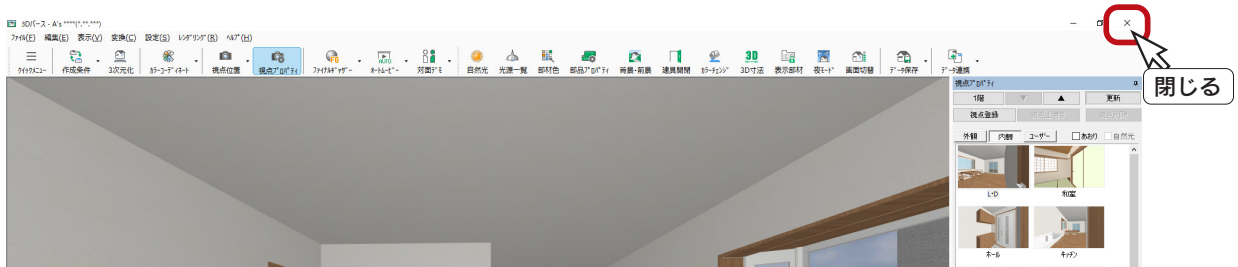 3Dパース - A's ****(*.**.***)
ファイル(F) 編集(E) 表示(V) 変換(C) 設定(S) レンダリング(R) ヘルプ(H)
クイックメニュー 作成条件 3次元化 カラーコーディネート 視点位置 視点プロパティ ファイナルギャザー オートムービー 対面デモ 自然光 光源一覧 部材色 部品プロパティ 背景・前景 建具開閉 カラーチェンジ 3D寸法 表示部材 夜モード 画面切替 データ保存 データ連携
閉じる
視点プロパティ
1階 ▼ ▲ 更新
視点登録
外観 内観 ユーザー あおり 自然光
L・D 和室
ホール キッチン